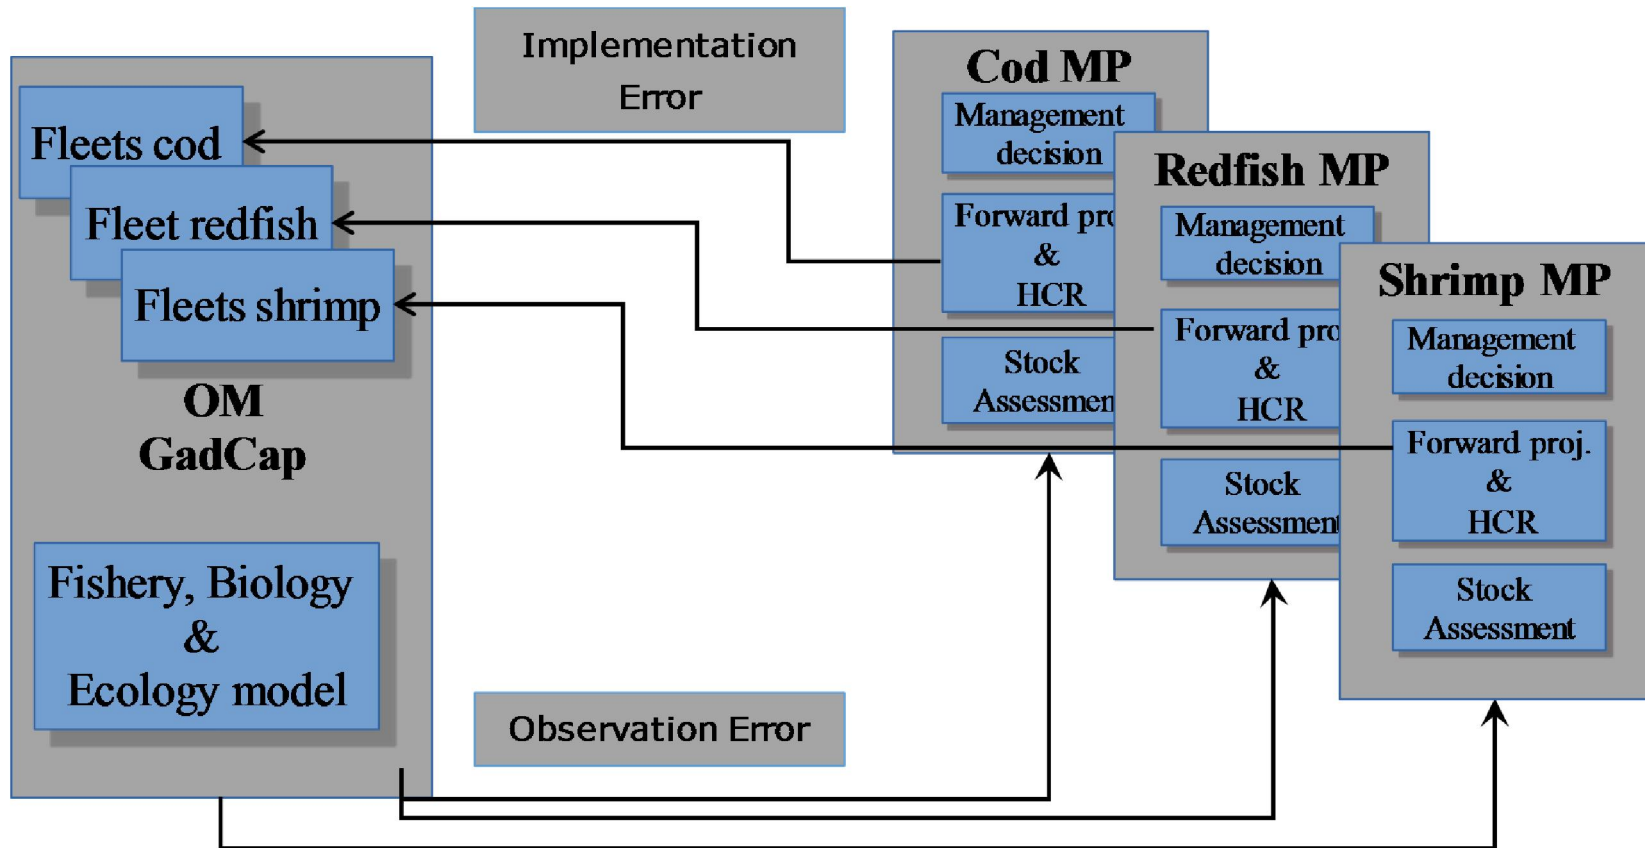 Implementation
Error
Fleets cod
Fleet redfish
Fleets shrimp
OM
GadCap
Fishery, Biology
&
Ecology model
Observation Error
Cod MP
Management
decision
Forward pro
&
HCR
Stock
Assessmen
Redfish MP
Management
decision
Forward pro
&
HCR
Stock
Assessment
Shrimp MP
Management
decision
Forward proj.
&
HCR
Stock
Assessment